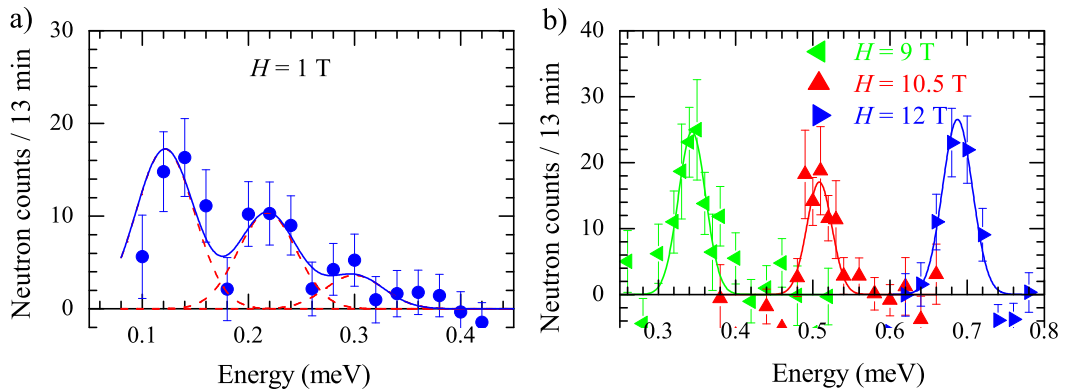 a)
30
20
10
0
Neutron counts / 13 min
H = 1 T
0.1
0.2
0.3
0.4
Energy (meV)
b)
40
30
20
10
0
Neutron counts / 13 min
H = 9 T
H = 10.5 T
H = 12 T
0.3
0.4
0.5
0.6
0.7
0.8
Energy (meV)